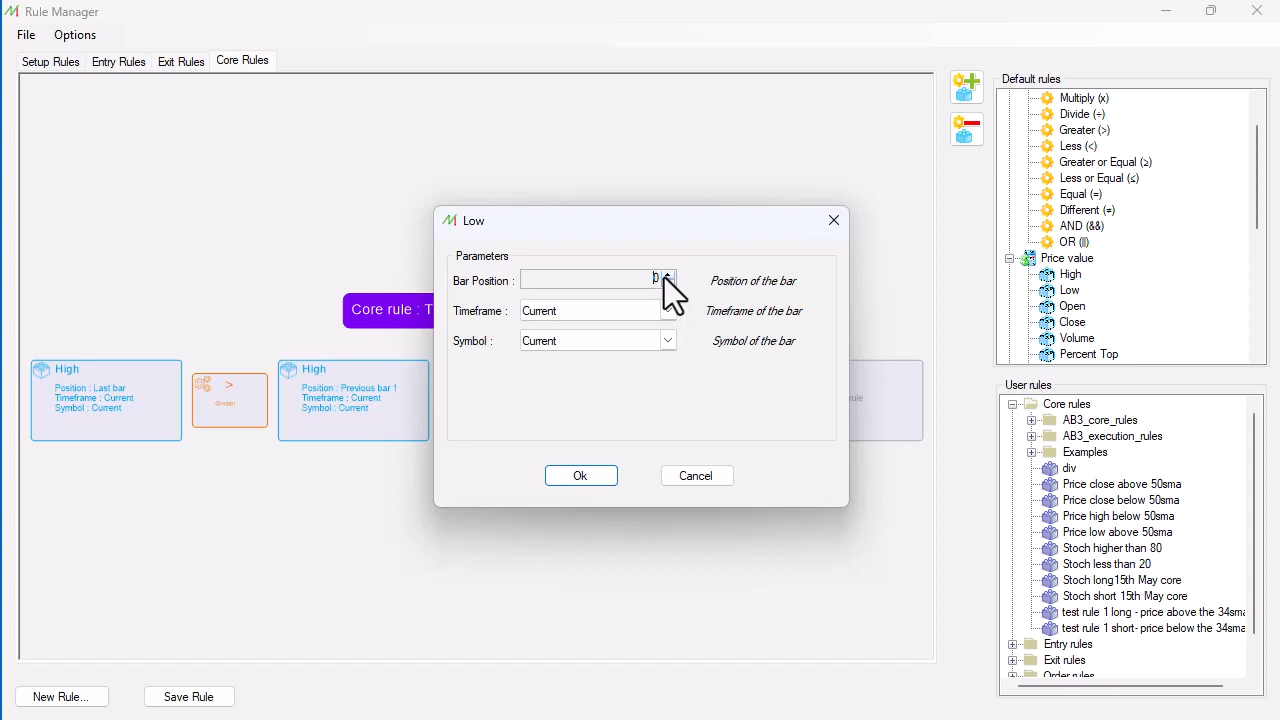 Rule Manager
File Options
Setup Rules Entry Rules Exit Rules Core Rules
Default rules
Multiply (x)
Divide (÷)
Greater (>)
Less (<)
Greater or Equal (≥)
Less or Equal (≤)
Equal (=)
Different (≠)
AND (&&)
OR (||)
Price value
High
Low
Open
Close
Volume
Percent Top
Low
Parameters
Bar Position : 0 Position of the bar
Timeframe : Current Timeframe of the bar
Symbol : Current Symbol of the bar
Ok Cancel
Core rule : T
High
Position : Last bar
Timeframe : Current
Symbol : Current
>
Greater
High
Position : Previous bar 1
Timeframe : Current
Symbol : Current
rule
User rules
Core rules
AB3_core_rules
AB3_execution_rules
Examples
div
Price close above 50sma
Price close below 50sma
Price high below 50sma
Price low above 50sma
Stoch higher than 80
Stoch less than 20
Stoch long15th May core
Stoch short 15th May core
test rule 1 long - price above the 34sma
test rule 1 short- price below the 34sma
Entry rules
Exit rules
Order rules
New Rule... Save Rule